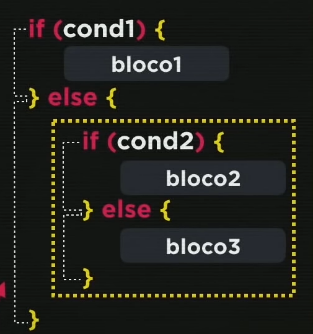 if (cond1) {
bloco1
} else {
if (cond2) {
bloco2
} else {
bloco3
}
}